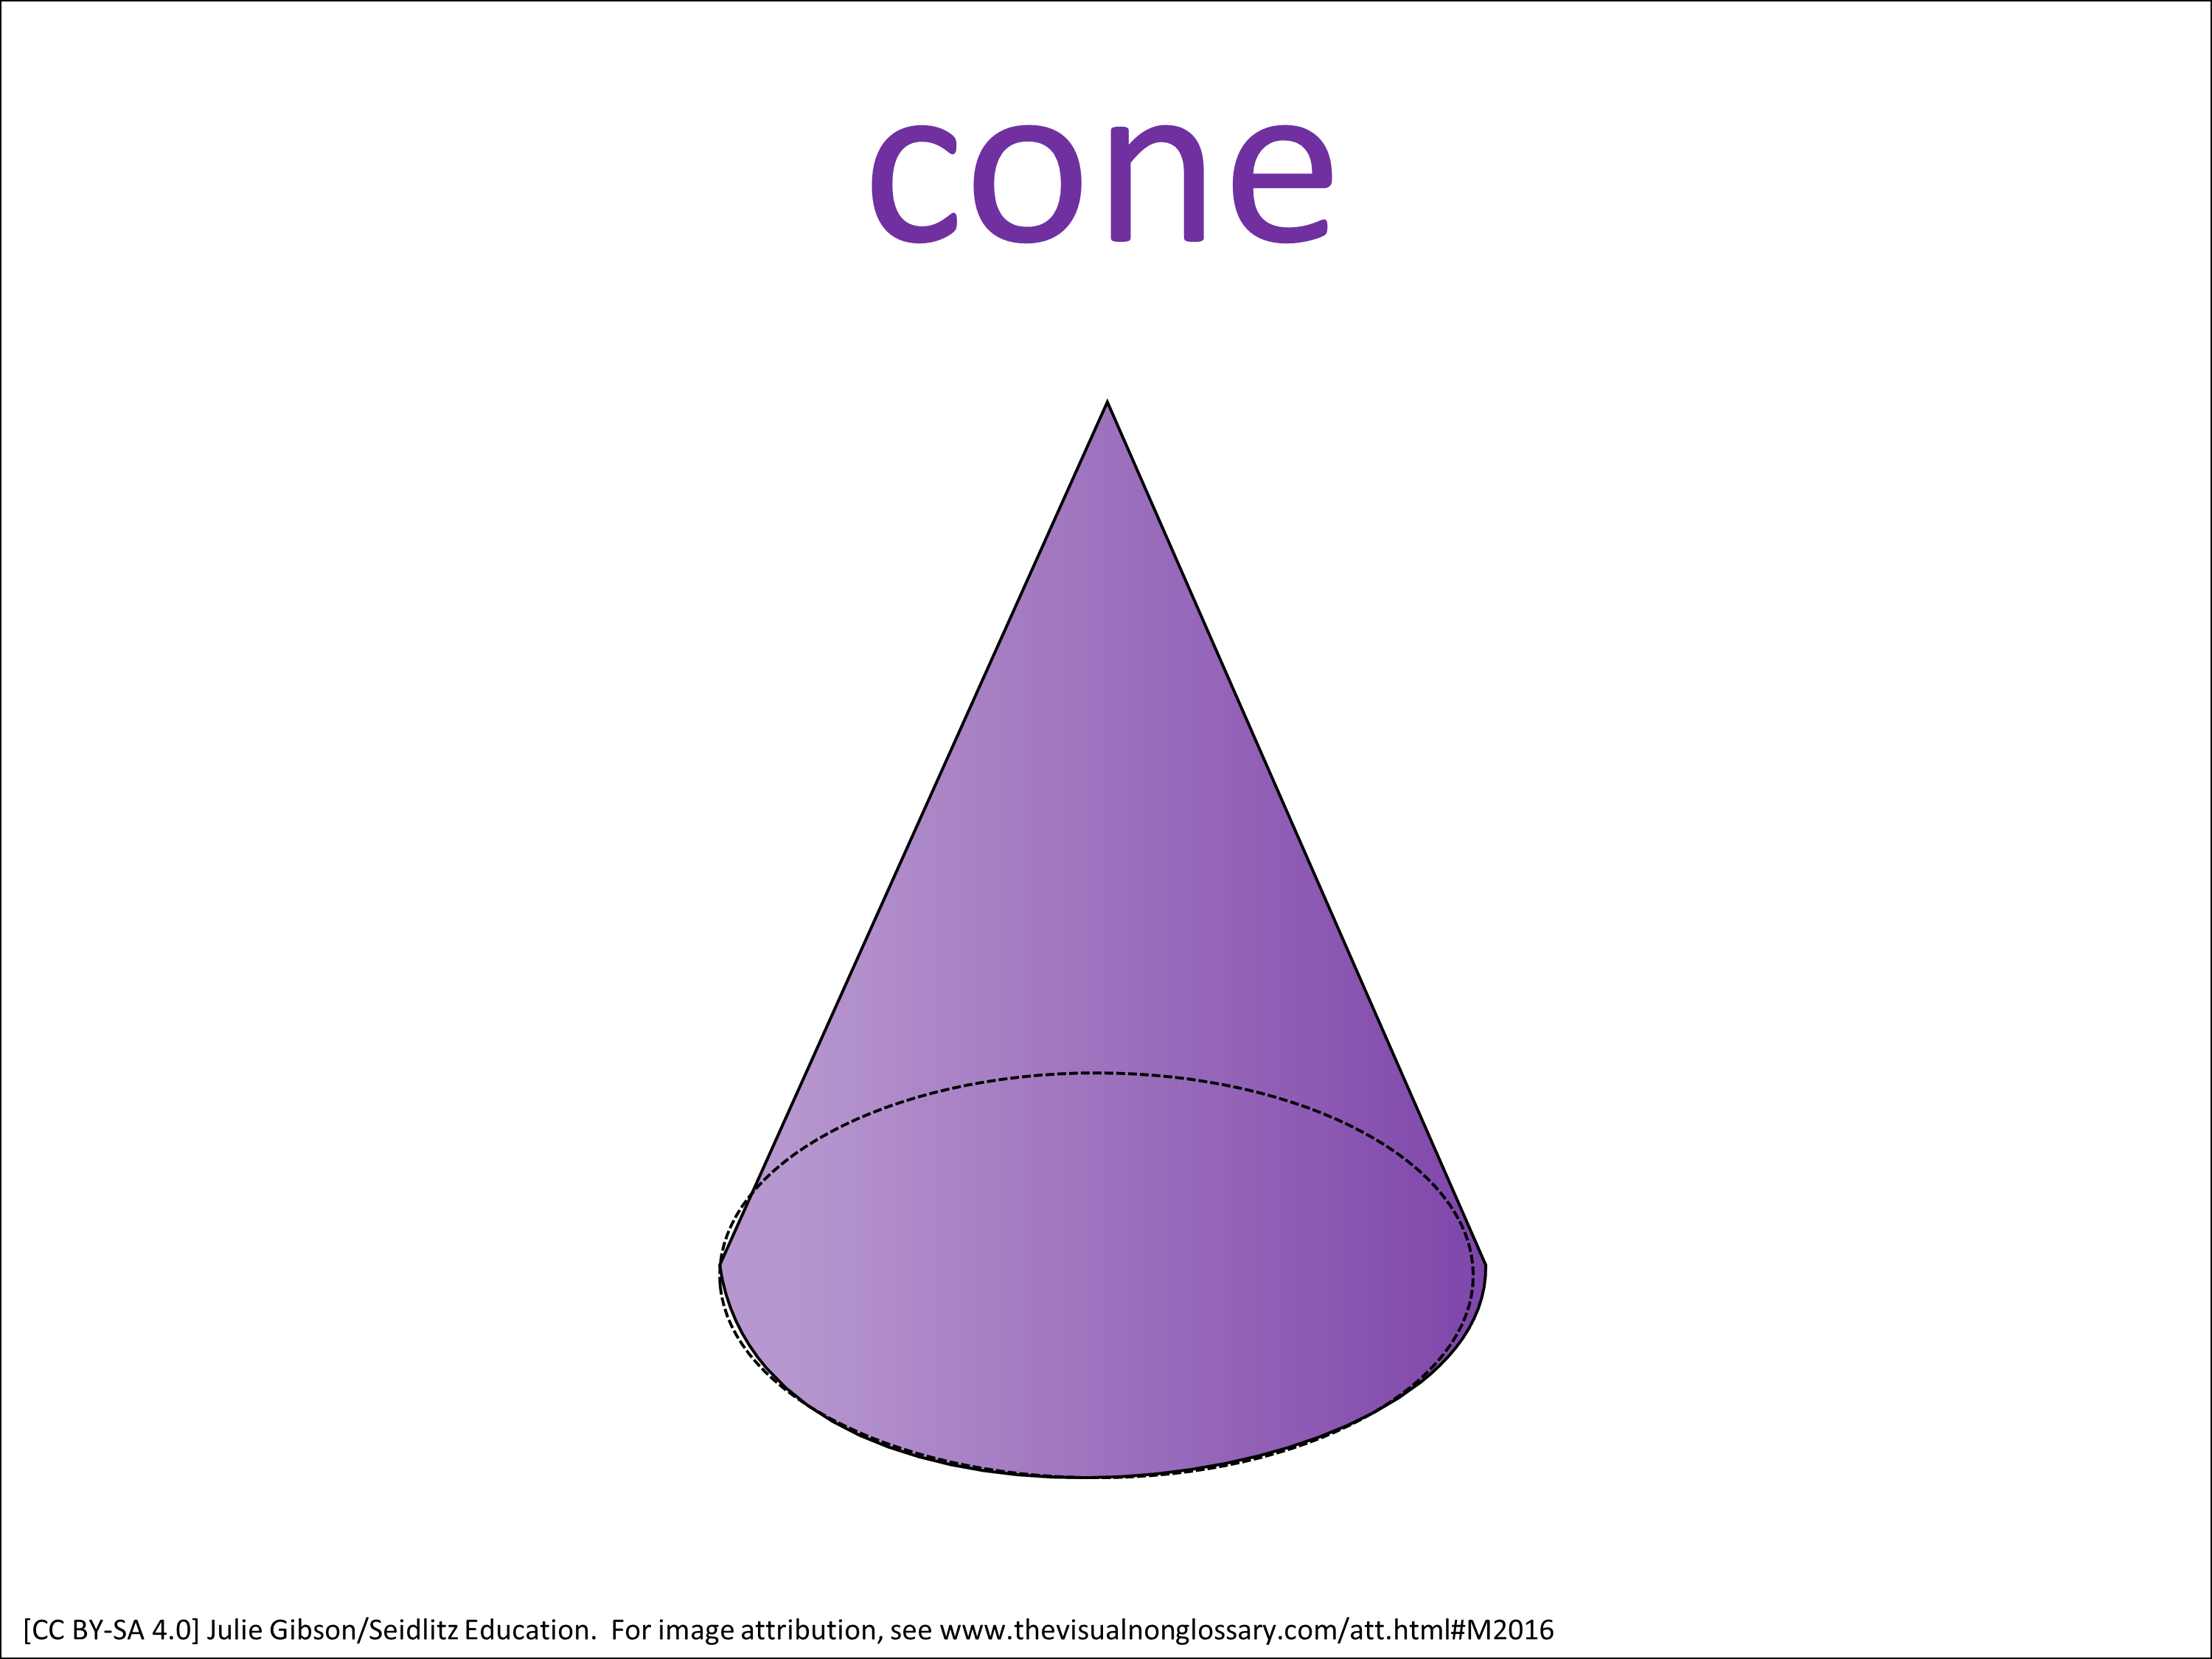 cone
[CC BY-SA 4.0] Julie Gibson/Seidlitz Education.  For image attribution, see www.thevisualnonglossary.com/att.html#M2016